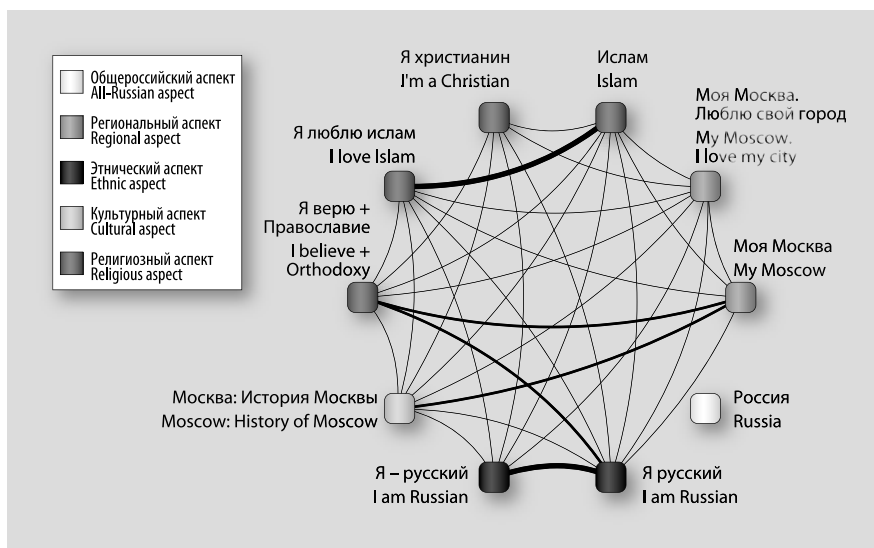 Общероссийский аспект
All-Russian aspect
Региональный аспект
Regional aspect
Этнический аспект
Ethnic aspect
Культурный аспект
Cultural aspect
Религиозный аспект
Religious aspect
Я христианин
I'm a Christian
Ислам
Islam
Моя Москва.
Люблю свой город
My Moscow.
I love my city
Я люблю ислам
I love Islam
Я верю +
Православие
I believe +
Orthodoxy
Моя Москва
My Moscow
Москва: История Москвы
Moscow: History of Moscow
Россия
Russia
Я – русский
I am Russian
Я русский
I am Russian